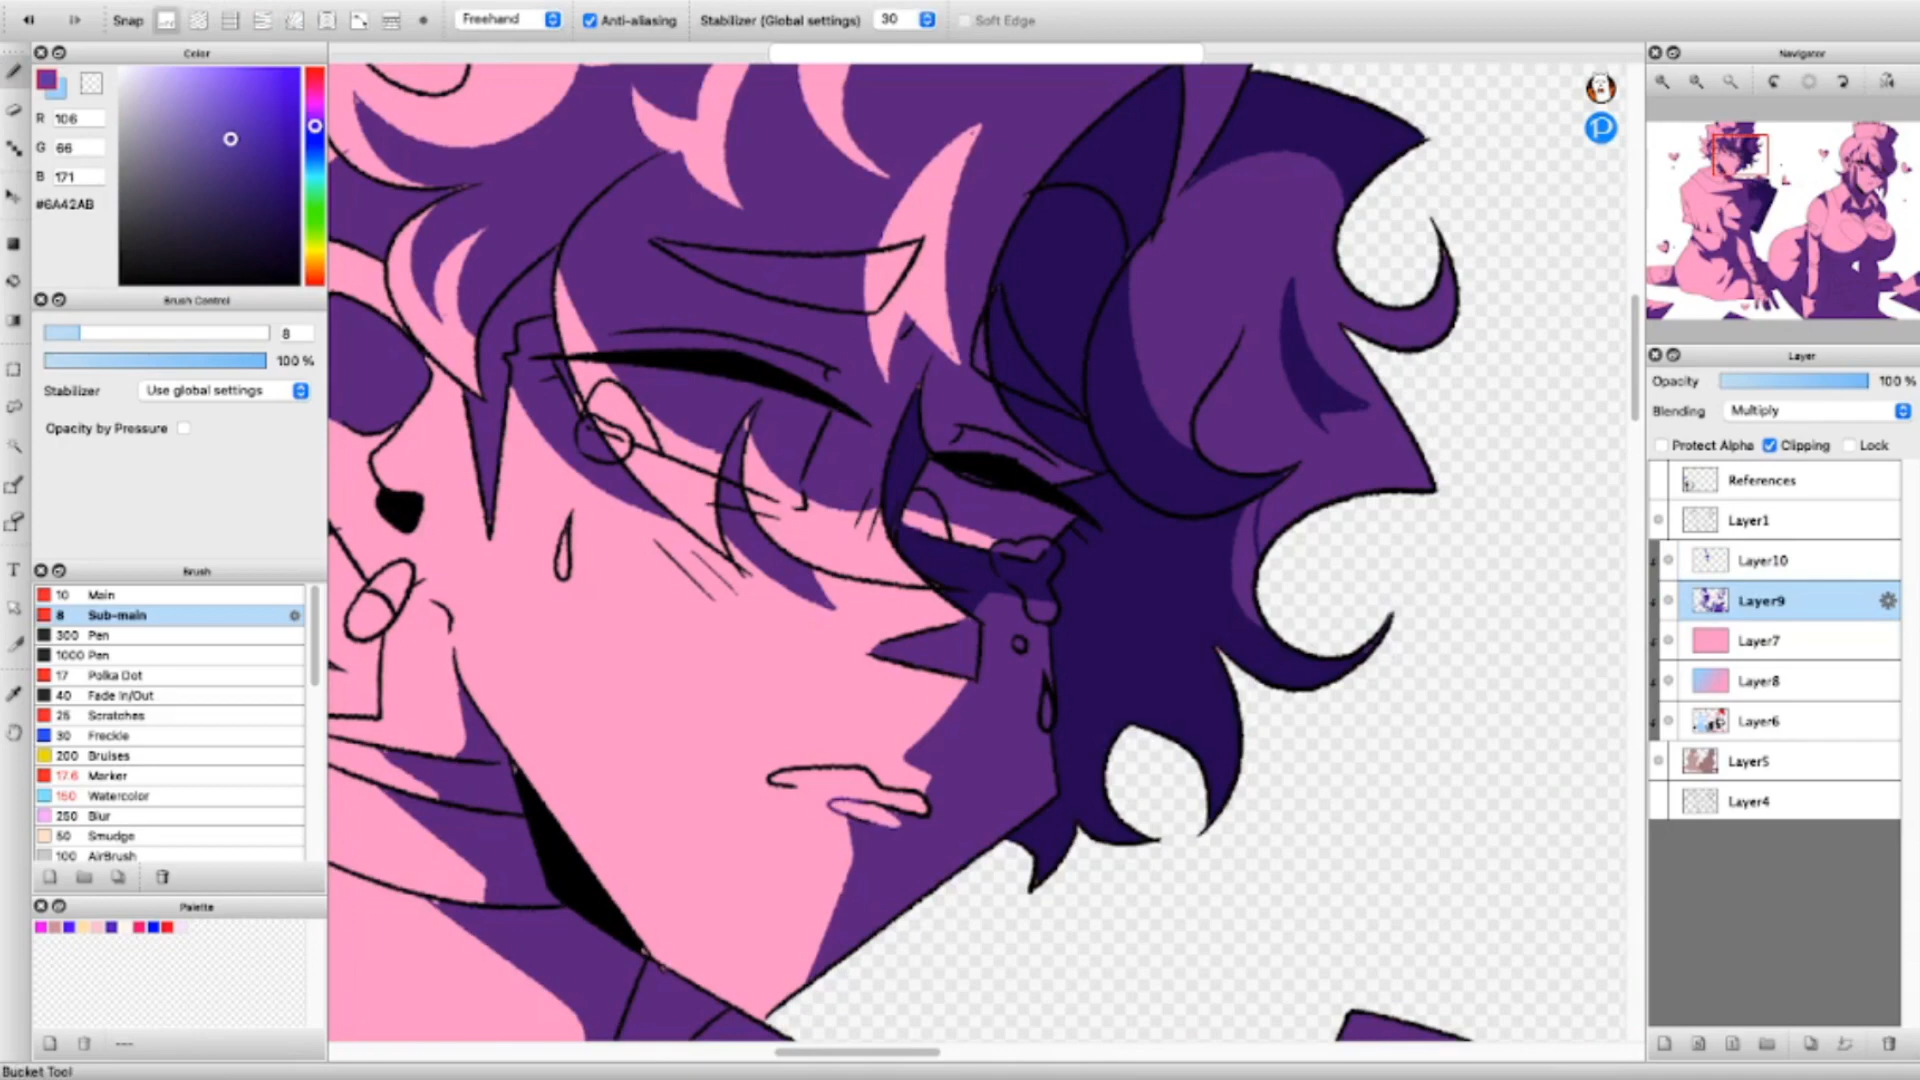 Snap Freehand Anti-aliasing Stabilizer (Global settings) 30 Soft Edge
Color
R 106
G 66
B 171
#6A42AB
Brush Control
8
100 %
Stabilizer Use global settings
Opacity by Pressure
Brush
10 Main
8 Sub-main
300 Pen
1000 Pen
17 Polka Dot
40 Fade In/Out
25 Scratches
30 Freckle
200 Bruises
17.6 Marker
150 Watercolor
250 Blur
50 Smudge
100 AirBrush
Palette
Bucket Tool
Navigator
Layer
Opacity 100 %
Blending Multiply
Protect Alpha Clipping Lock
References
Layer1
Layer10
Layer9
Layer7
Layer8
Layer6
Layer5
Layer4
T